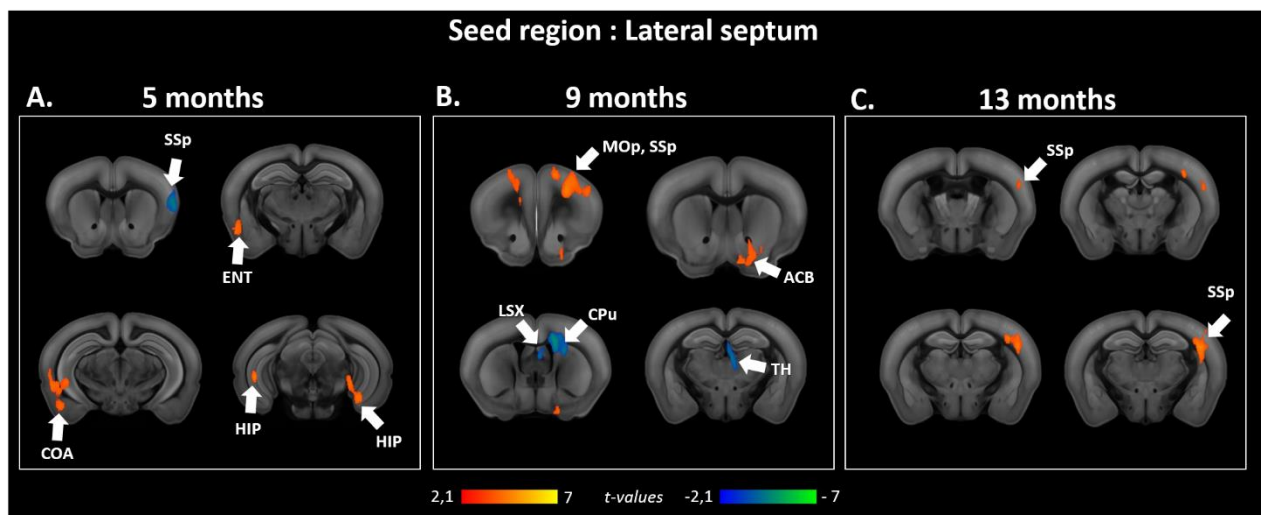 Seed region : Lateral septum
A. 5 months
B. 9 months
C. 13 months
SSp
ENT
COA
HIP
HIP
MOp, SSp
ACB
LSX
CPu
TH
SSp
SSp
2,1 7 t-values -2,1 - 7